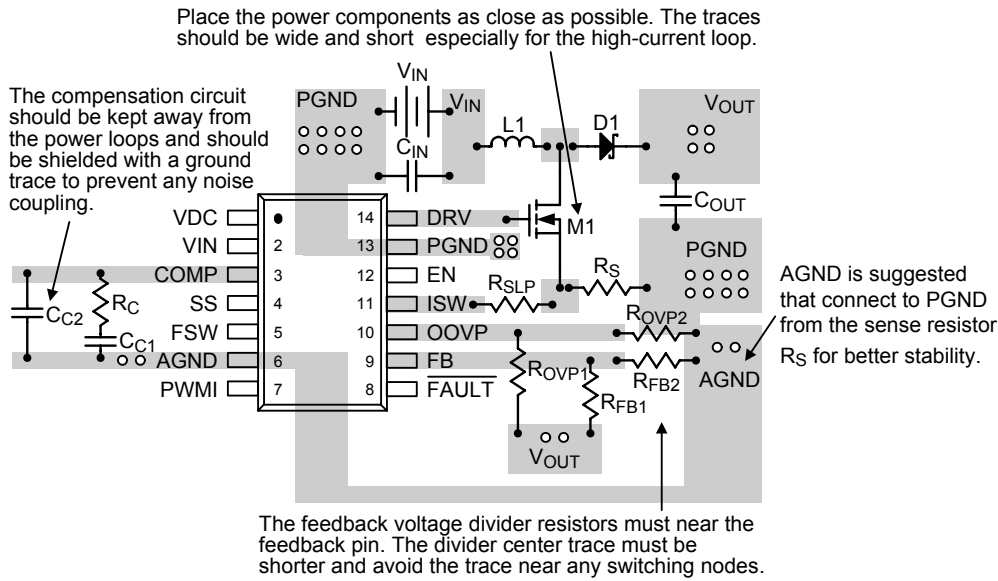 Place the power components as close as possible. The traces
should be wide and short especially for the high-current loop.
The compensation circuit
should be kept away from
the power loops and should
be shielded with a ground
trace to prevent any noise
coupling.
PGND
VIN
VIN
CIN
L1
D1
VOUT
COUT
M1
VDC
VIN
COMP
SS
FSW
AGND
PWMI
2
3
4
5
6
7
14
13
12
11
10
9
8
DRV
PGND
EN
ISW
OOVP
FB
FAULT
CC2
RC
CC1
RSLP
RS
PGND
ROVP2
ROVP1
RFB2
RFB1
AGND
VOUT
AGND is suggested
that connect to PGND
from the sense resistor
RS for better stability.
The feedback voltage divider resistors must near the
feedback pin. The divider center trace must be
shorter and avoid the trace near any switching nodes.